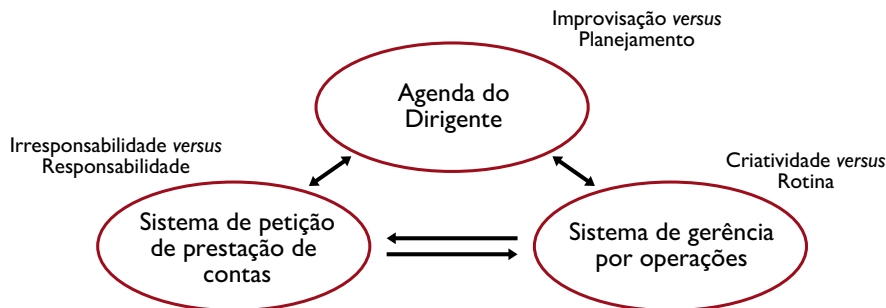 Improvisação versus
Planejamento
Agenda do
Dirigente
Irresponsabilidade versus
Responsabilidade
Criatividade versus
Rotina
Sistema de petição
de prestação de
contas
Sistema de gerência
por operações